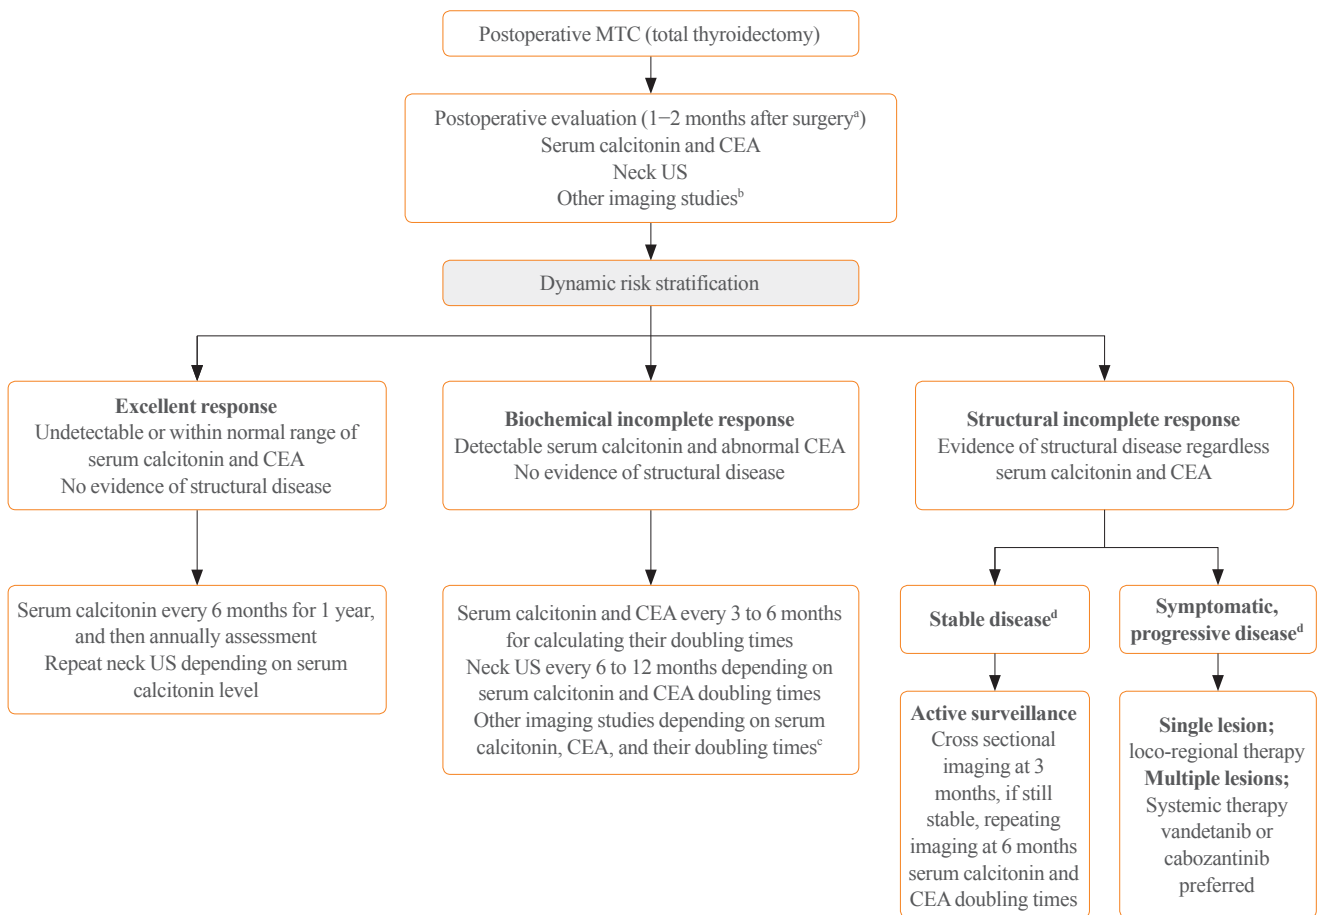 Postoperative MTC (total thyroidectomy)
Postoperative evaluation (1−2 months after surgeryᵃ)
Serum calcitonin and CEA
Neck US
Other imaging studiesᵇ
Dynamic risk stratification
Excellent response
Undetectable or within normal range of
serum calcitonin and CEA
No evidence of structural disease
Biochemical incomplete response
Detectable serum calcitonin and abnormal CEA
No evidence of structural disease
Structural incomplete response
Evidence of structural disease regardless
serum calcitonin and CEA
Serum calcitonin every 6 months for 1 year,
and then annually assessment
Repeat neck US depending on serum
calcitonin level
Serum calcitonin and CEA every 3 to 6 months
for calculating their doubling times
Neck US every 6 to 12 months depending on
serum calcitonin and CEA doubling times
Other imaging studies depending on serum
calcitonin, CEA, and their doubling timesᶜ
Stable diseaseᵈ
Symptomatic,
progressive diseaseᵈ
Active surveillance
Cross sectional
imaging at 3
months, if still
stable, repeating
imaging at 6 months
serum calcitonin and
CEA doubling times
Single lesion;
loco-regional therapy
Multiple lesions;
Systemic therapy
vandetanib or
cabozantinib
preferred